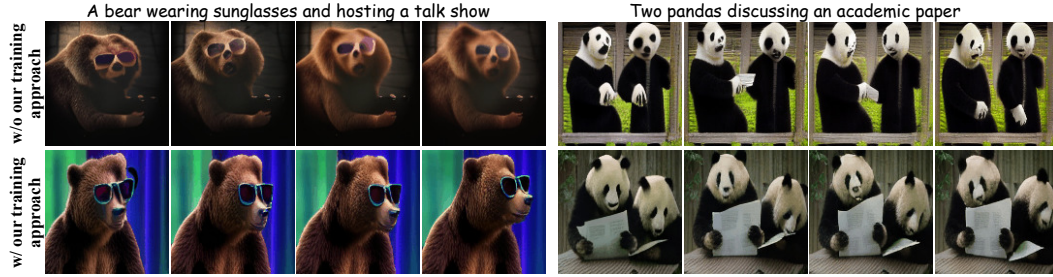 A bear wearing sunglasses and hosting a talk show
Two pandas discussing an academic paper
w/o our training
approach
w/ our training
approach